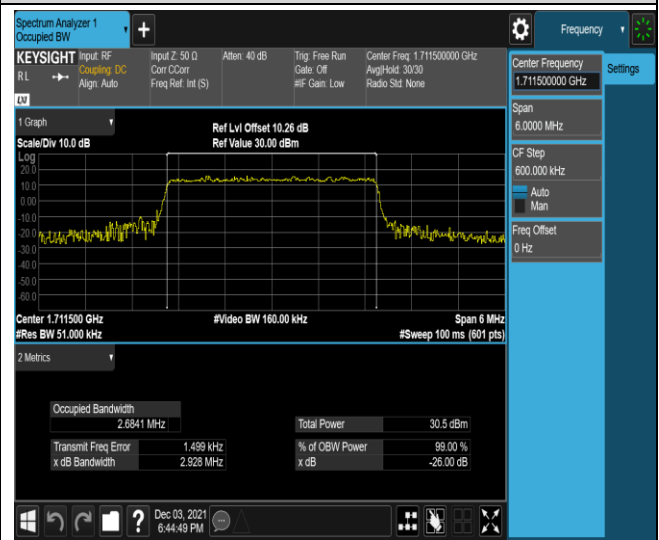 Spectrum Analyzer 1
Occupied BW
Frequency
KEYSIGHT
RL
LXI
Input: RF
Coupling: DC
Align: Auto
Input Z: 50 Ω
Corr CCorr
Freq Ref: Int (S)
Atten: 40 dB
Trig: Free Run
Gate: Off
#IF Gain: Low
Center Freq: 1.711500000 GHz
Avg|Hold: 30/30
Radio Std: None
1 Graph
Scale/Div 10.0 dB
Ref Lvl Offset 10.26 dB
Ref Value 30.00 dBm
Log
20.0
10.0
0.00
-10.0
-20.0
-30.0
-40.0
-50.0
-60.0
Center 1.711500 GHz
#Video BW 160.00 kHz
Span 6 MHz
#Res BW 51.000 kHz
#Sweep 100 ms (601 pts)
2 Metrics
Occupied Bandwidth
2.6841 MHz
Total Power 30.5 dBm
Transmit Freq Error 1.499 kHz
% of OBW Power 99.00 %
x dB Bandwidth 2.928 MHz
x dB -26.00 dB
Dec 03, 2021
6:44:49 PM
Center Frequency
1.711500000 GHz
Settings
Span
6.0000 MHz
CF Step
600.000 kHz
Auto
Man
Freq Offset
0 Hz